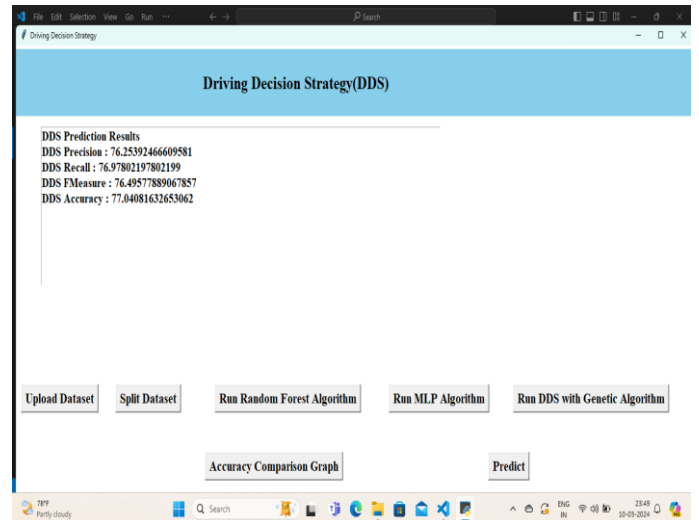 File Edit Selection View Go Run ... Search
Driving Decision Strategy
Driving Decision Strategy(DDS)
DDS Prediction Results
DDS Precision : 76.25392466609581
DDS Recall : 76.97802197802199
DDS FMeasure : 76.49577889067857
DDS Accuracy : 77.04081632653062
Upload Dataset Split Dataset Run Random Forest Algorithm Run MLP Algorithm Run DDS with Genetic Algorithm
Accuracy Comparison Graph Predict
78°F Search ENG 23:49
Partly cloudy IN 10-03-2024